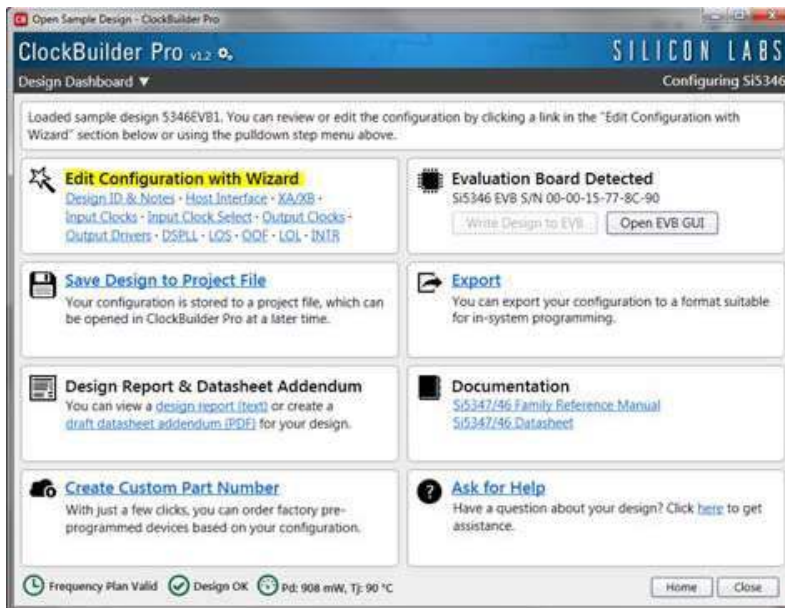 Open Sample Design - ClockBuilder Pro
ClockBuilder Pro v1.2
SILICON LABS
Design Dashboard ▼
Configuring Si5346
Loaded sample design 5346EVB1. You can review or edit the configuration by clicking a link in the "Edit Configuration with
Wizard" section below or using the pulldown step menu above.
Edit Configuration with Wizard
Design ID & Notes · Host Interface · XA/XB ·
Input Clocks · Input Clock Select · Output Clocks ·
Output Drivers · DSPLL · LOS · OOF · LOL · INTR
Evaluation Board Detected
Si5346 EVB S/N 00-00-15-77-8C-90
Write Design to EVB
Open EVB GUI
Save Design to Project File
Your configuration is stored to a project file, which can
be opened in ClockBuilder Pro at a later time.
Export
You can export your configuration to a format suitable
for in-system programming.
Design Report & Datasheet Addendum
You can view a design report (text) or create a
draft datasheet addendum (PDF) for your design.
Documentation
Si5347/46 Family Reference Manual
Si5347/46 Datasheet
Create Custom Part Number
With just a few clicks, you can order factory pre-
programmed devices based on your configuration.
Ask for Help
Have a question about your design? Click here to get
assistance.
Frequency Plan Valid
Design OK
Pd: 908 mW, Tj: 90 °C
Home
Close